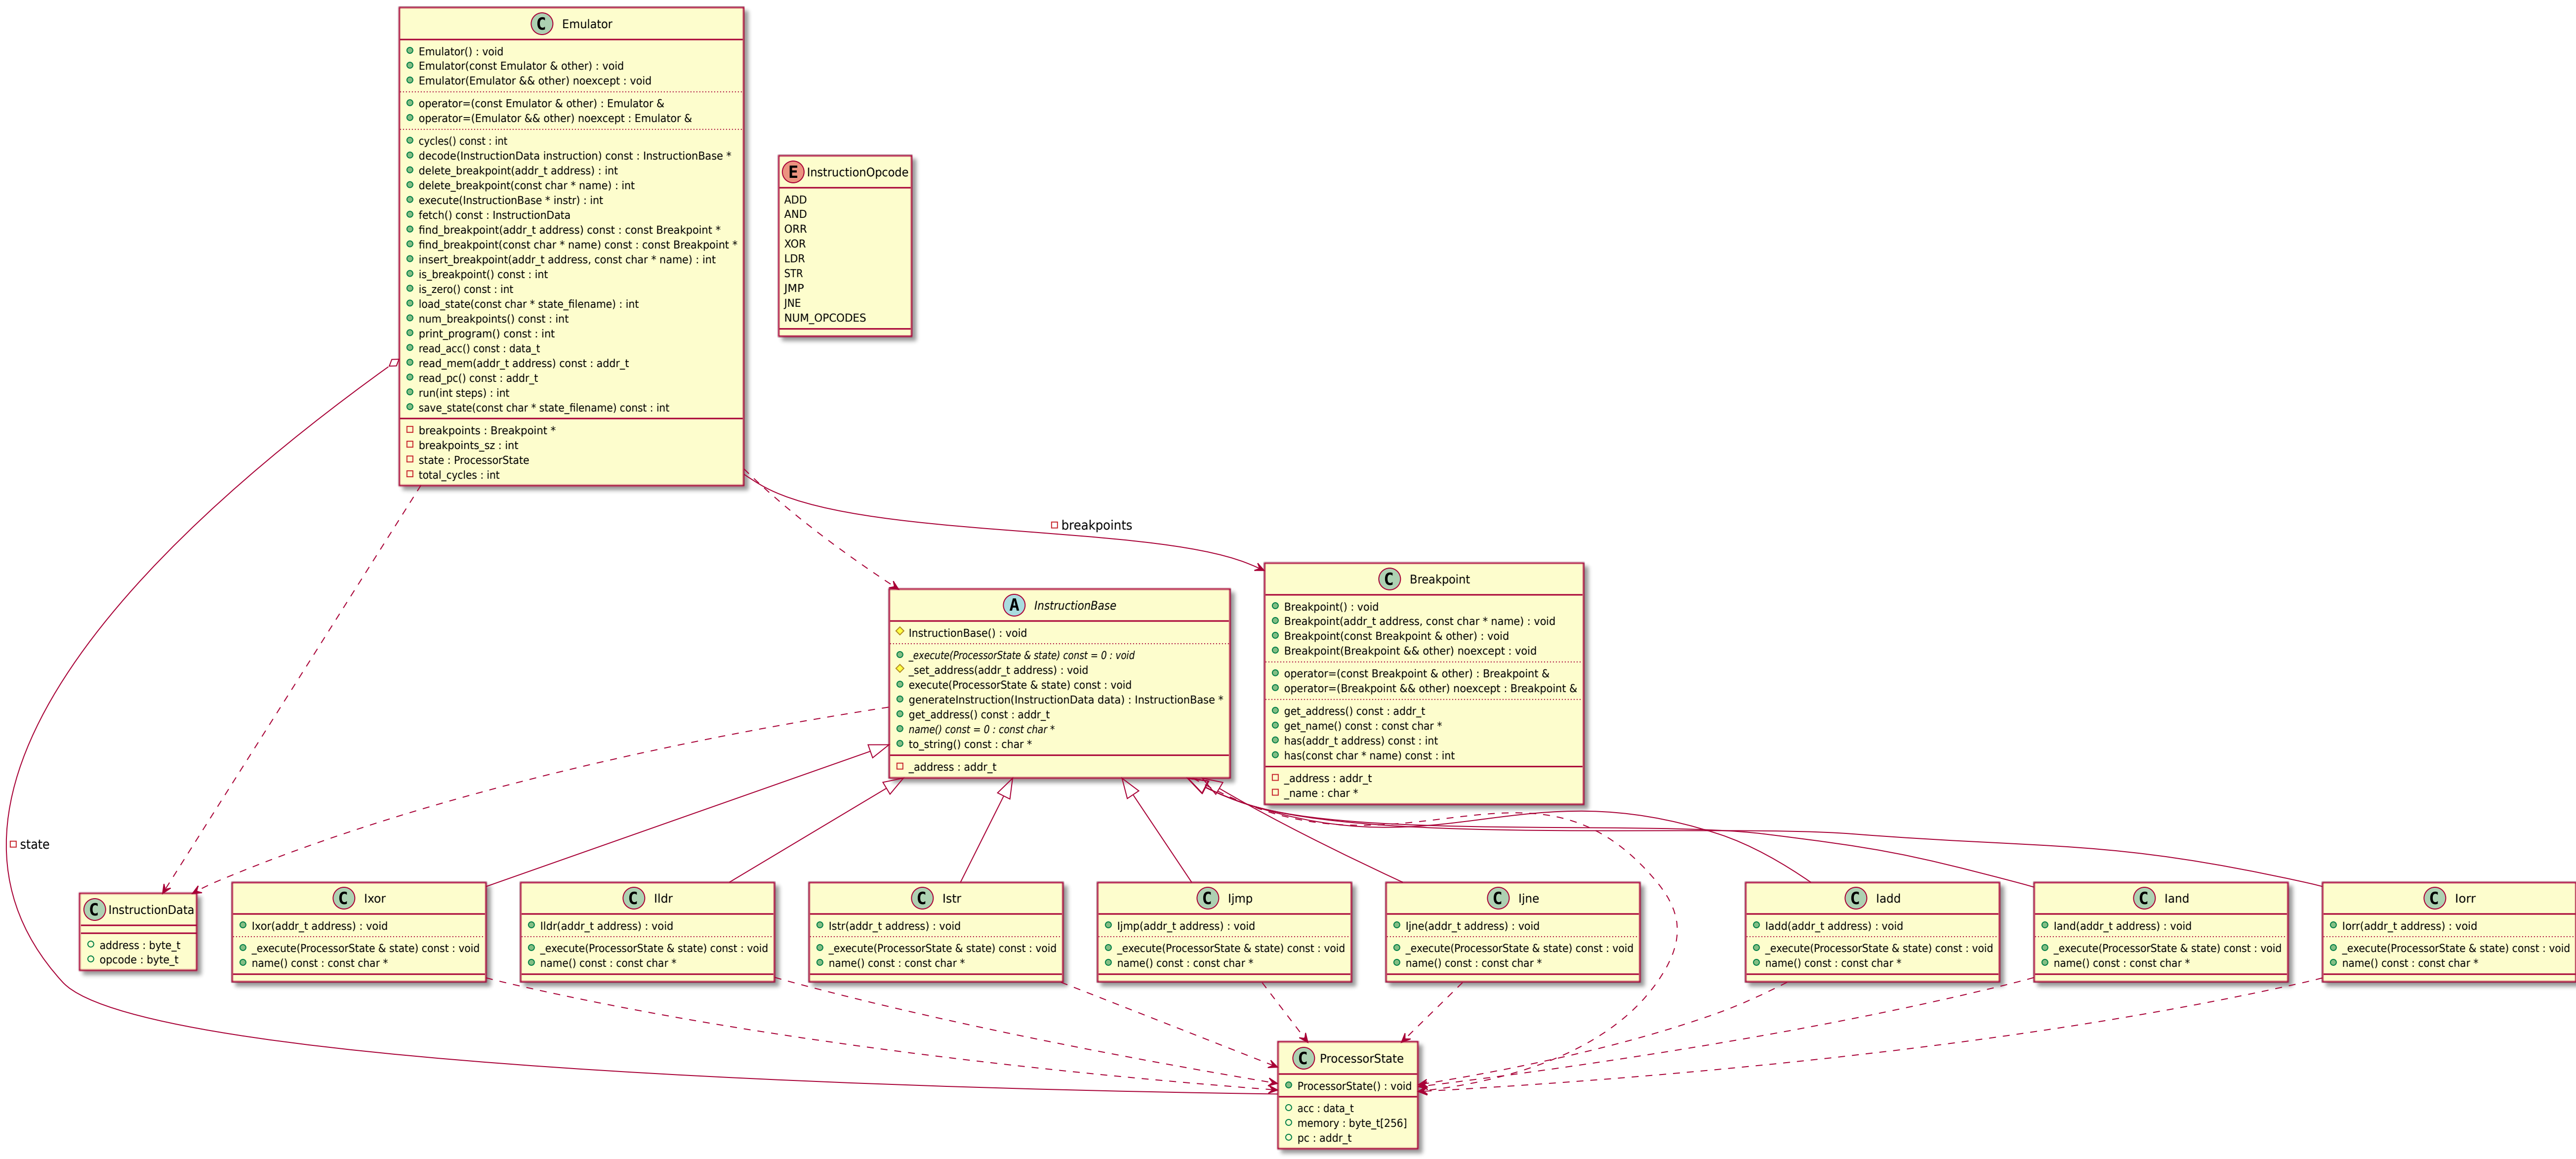 C Emulator
Emulator() : void
Emulator(const Emulator & other) : void
Emulator(Emulator && other) noexcept : void
operator=(const Emulator & other) : Emulator &
operator=(Emulator && other) noexcept : Emulator &
cycles() const : int
decode(InstructionData instruction) const : InstructionBase *
delete_breakpoint(addr_t address) : int
delete_breakpoint(const char * name) : int
execute(InstructionBase * instr) : int
fetch() const : InstructionData
find_breakpoint(addr_t address) const : const Breakpoint *
find_breakpoint(const char * name) const : const Breakpoint *
insert_breakpoint(addr_t address, const char * name) : int
is_breakpoint() const : int
is_zero() const : int
load_state(const char * state_filename) : int
num_breakpoints() const : int
print_program() const : int
read_acc() const : data_t
read_mem(addr_t address) const : addr_t
read_pc() const : addr_t
run(int steps) : int
save_state(const char * state_filename) const : int
breakpoints : Breakpoint *
breakpoints_sz : int
state : ProcessorState
total_cycles : int
E InstructionOpcode
ADD
AND
ORR
XOR
LDR
STR
JMP
JNE
NUM_OPCODES
breakpoints
A InstructionBase
InstructionBase() : void
_execute(ProcessorState & state) const = 0 : void
_set_address(addr_t address) : void
execute(ProcessorState & state) const : void
generateInstruction(InstructionData data) : InstructionBase *
get_address() const : addr_t
name() const = 0 : const char *
to_string() const : char *
_address : addr_t
C Breakpoint
Breakpoint() : void
Breakpoint(addr_t address, const char * name) : void
Breakpoint(const Breakpoint & other) : void
Breakpoint(Breakpoint && other) noexcept : void
operator=(const Breakpoint & other) : Breakpoint &
operator=(Breakpoint && other) noexcept : Breakpoint &
get_address() const : addr_t
get_name() const : const char *
has(addr_t address) const : int
has(const char * name) const : int
_address : addr_t
_name : char *
state
C InstructionData
address : byte_t
opcode : byte_t
C Ixor
Ixor(addr_t address) : void
_execute(ProcessorState & state) const : void
name() const : const char *
C Ildr
Ildr(addr_t address) : void
_execute(ProcessorState & state) const : void
name() const : const char *
C Istr
Istr(addr_t address) : void
_execute(ProcessorState & state) const : void
name() const : const char *
C Ijmp
Ijmp(addr_t address) : void
_execute(ProcessorState & state) const : void
name() const : const char *
C Ijne
Ijne(addr_t address) : void
_execute(ProcessorState & state) const : void
name() const : const char *
C Iadd
Iadd(addr_t address) : void
_execute(ProcessorState & state) const : void
name() const : const char *
C Iand
Iand(addr_t address) : void
_execute(ProcessorState & state) const : void
name() const : const char *
C Iorr
Iorr(addr_t address) : void
_execute(ProcessorState & state) const : void
name() const : const char *
C ProcessorState
ProcessorState() : void
acc : data_t
memory : byte_t[256]
pc : addr_t